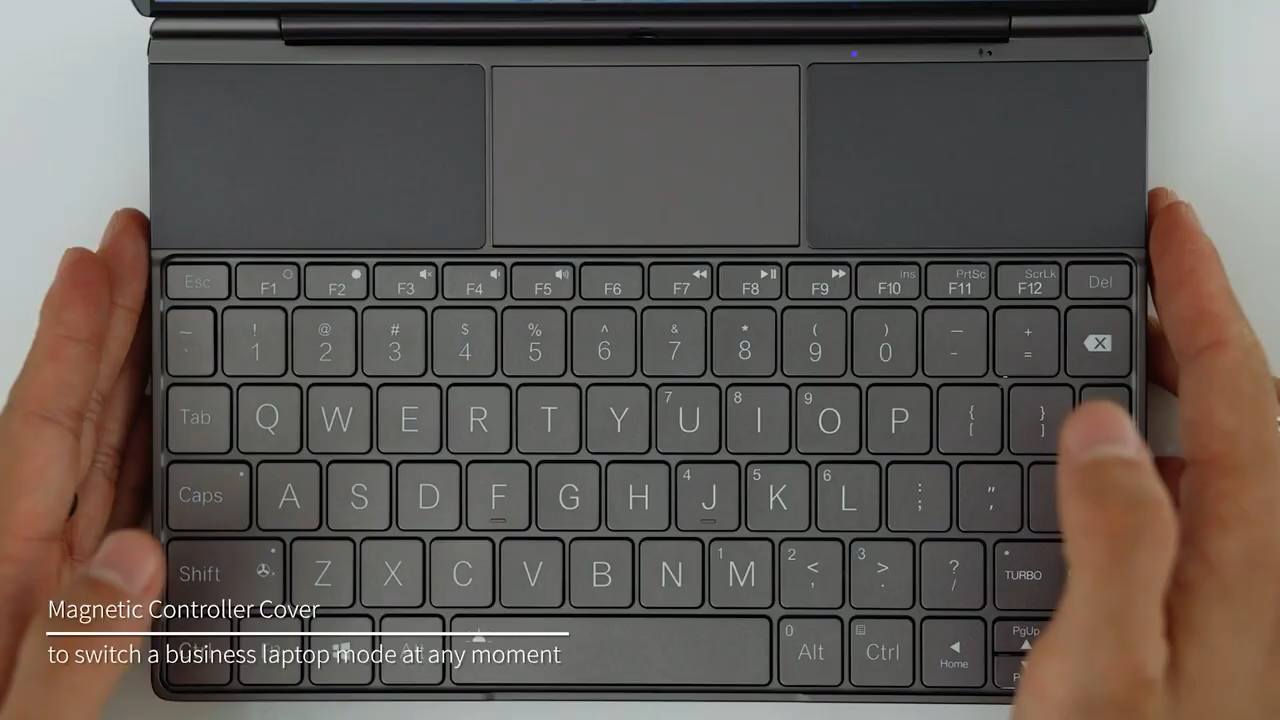 Esc F1 F2 F3 F4 F5 F6 F7 F8 F9 Ins F10 PrtSc F11 ScrLk F12 Del
~ ` ! 1 @ 2 # 3 $ 4 % 5 ^ 6 & 7 * 8 ( 9 ) 0 — - + =
Tab Q W E R T Y 7 U 8 I 9 O P { [ } ]
Caps A S D F G H 4 J 5 K 6 L : ; "
Shift Z X C V B N 1 M 2 < , 3 > . ? / TURBO
Magnetic Controller Cover
Ctrl Alt 0 Alt Ctrl Home PgUp
to switch a business laptop mode at any moment